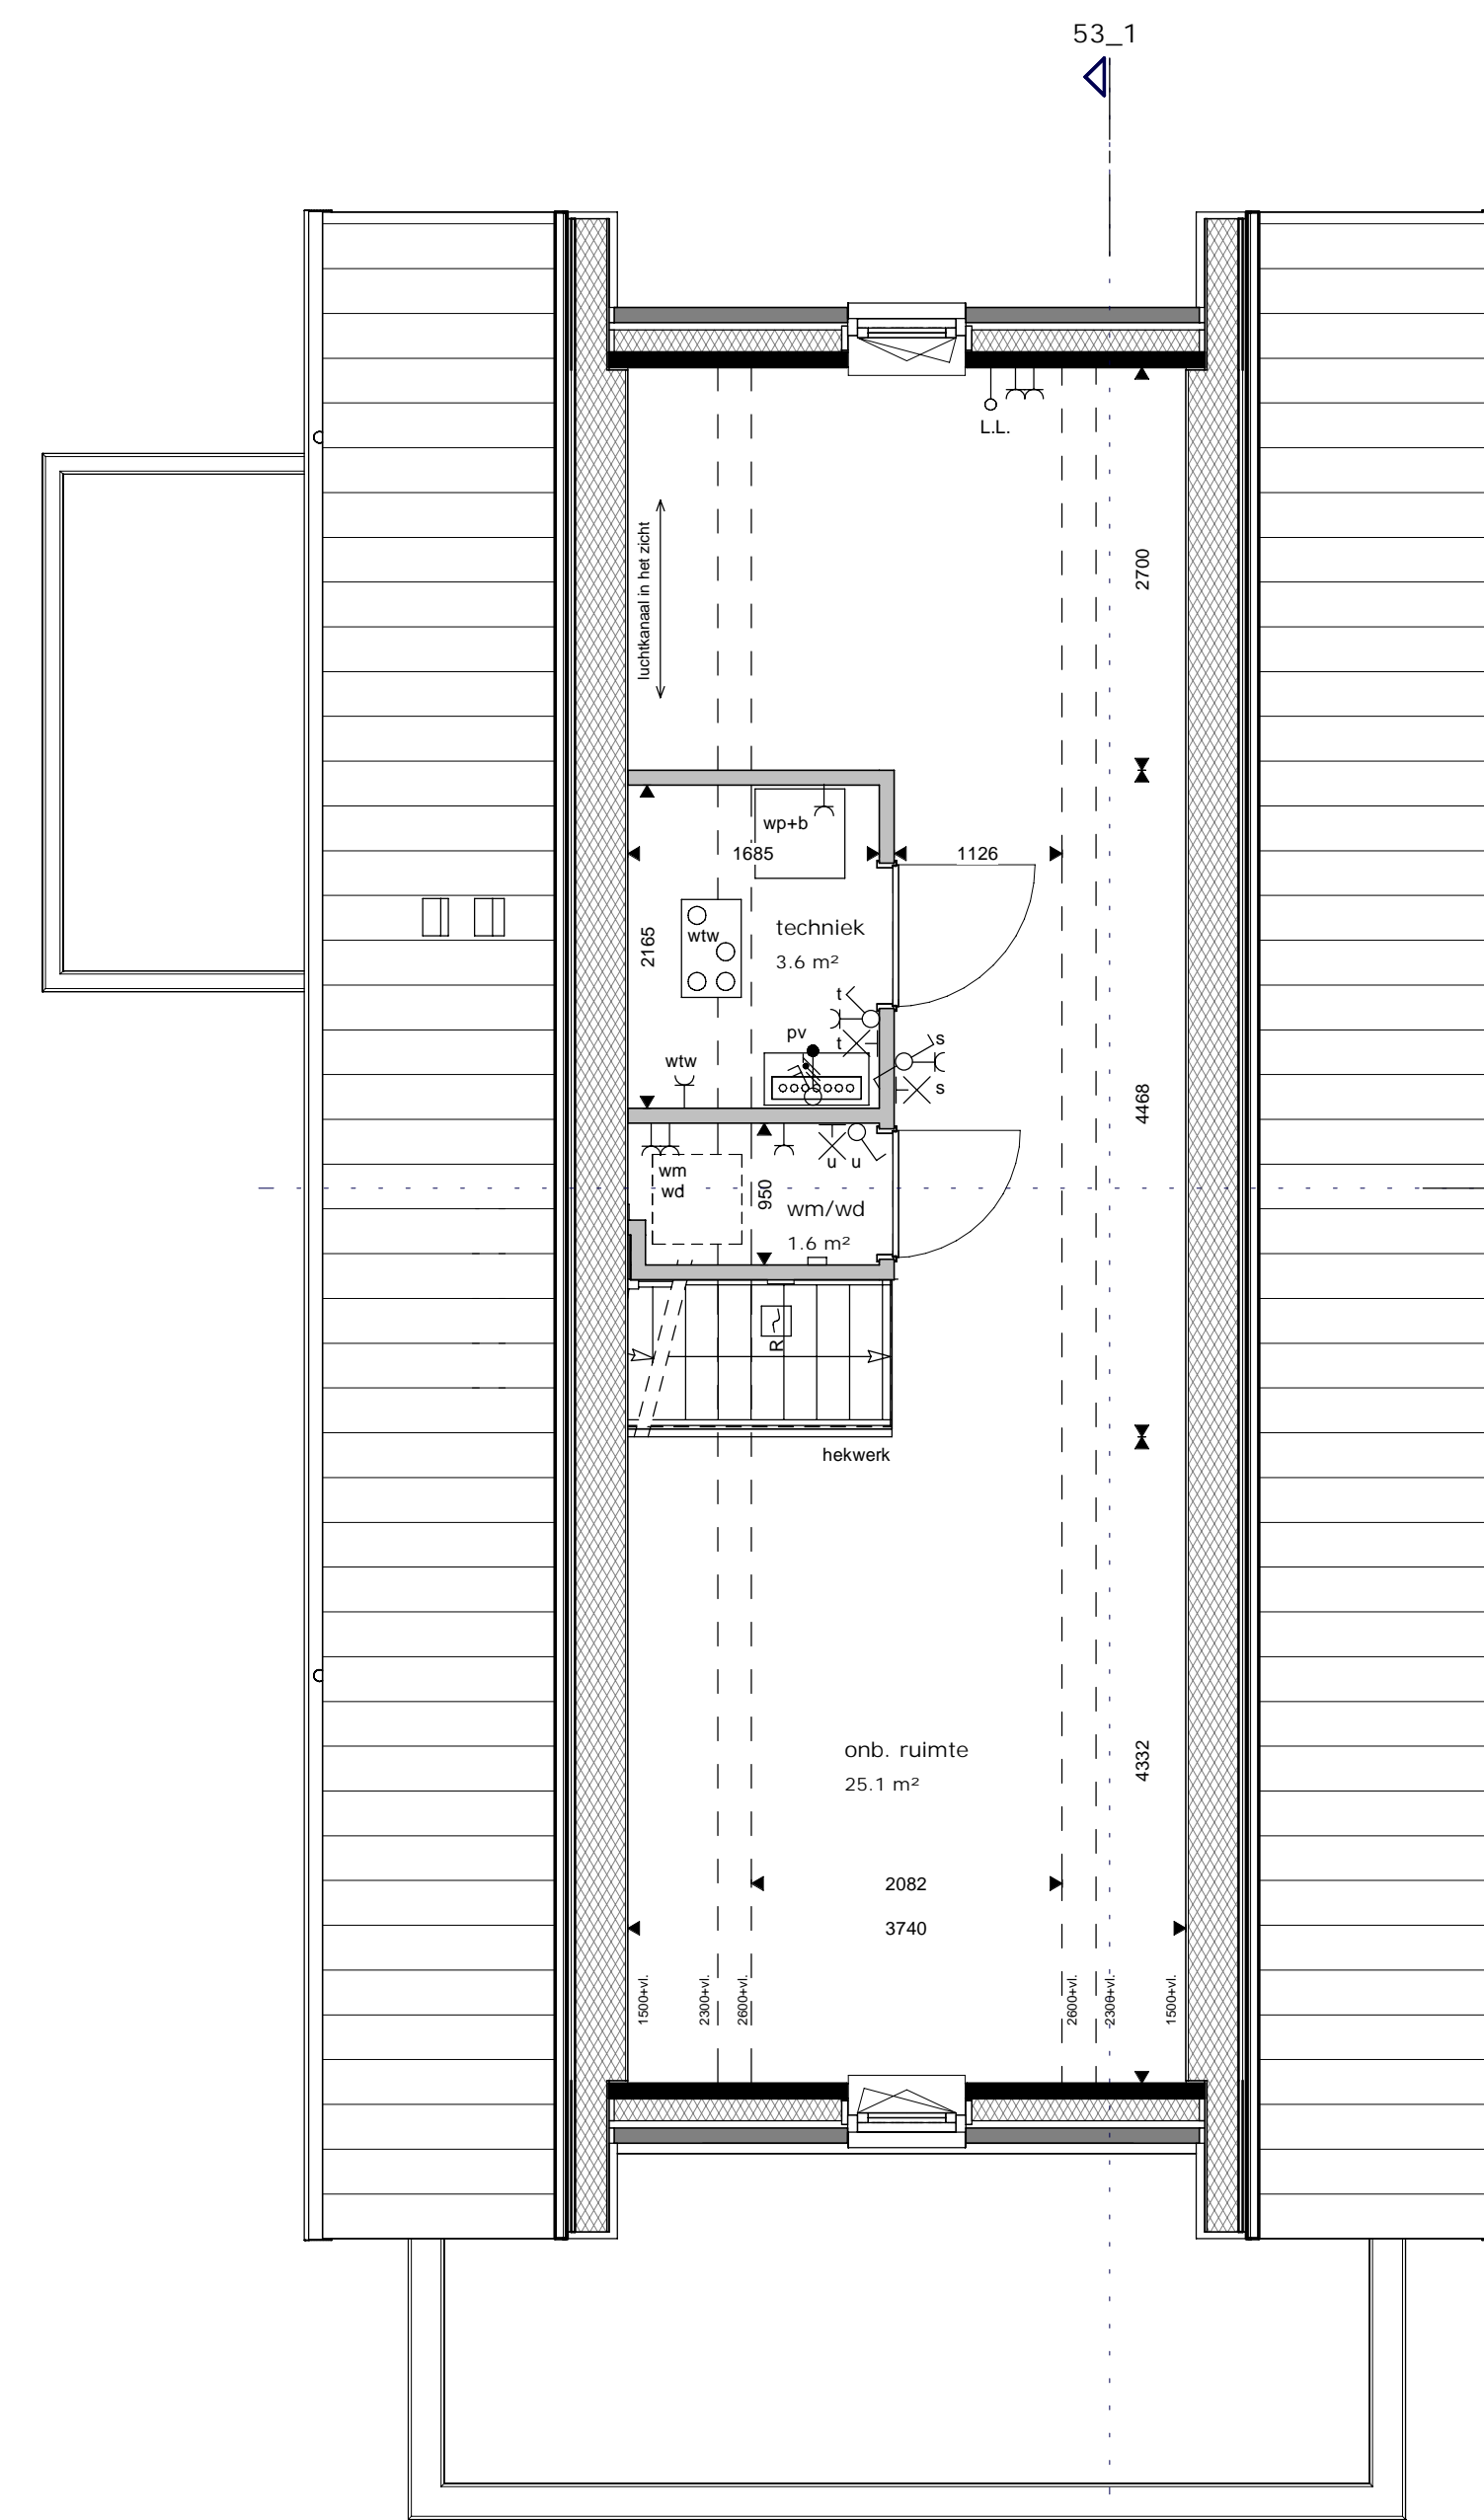 53_1
L.L.
luchtkanaal in het zicht
2700
wp+b
1685
1126
techniek
3.6 m²
wtw
2165
t
t
pv
s
s
wtw
4468
wm
wd
u u
950
wm/wd
1.6 m²
R
hekwerk
onb. ruimte
25.1 m²
4332
2082
3740
1500+vl.
2300+vl.
2600+vl.
2600+vl.
2300+vl.
1500+vl.